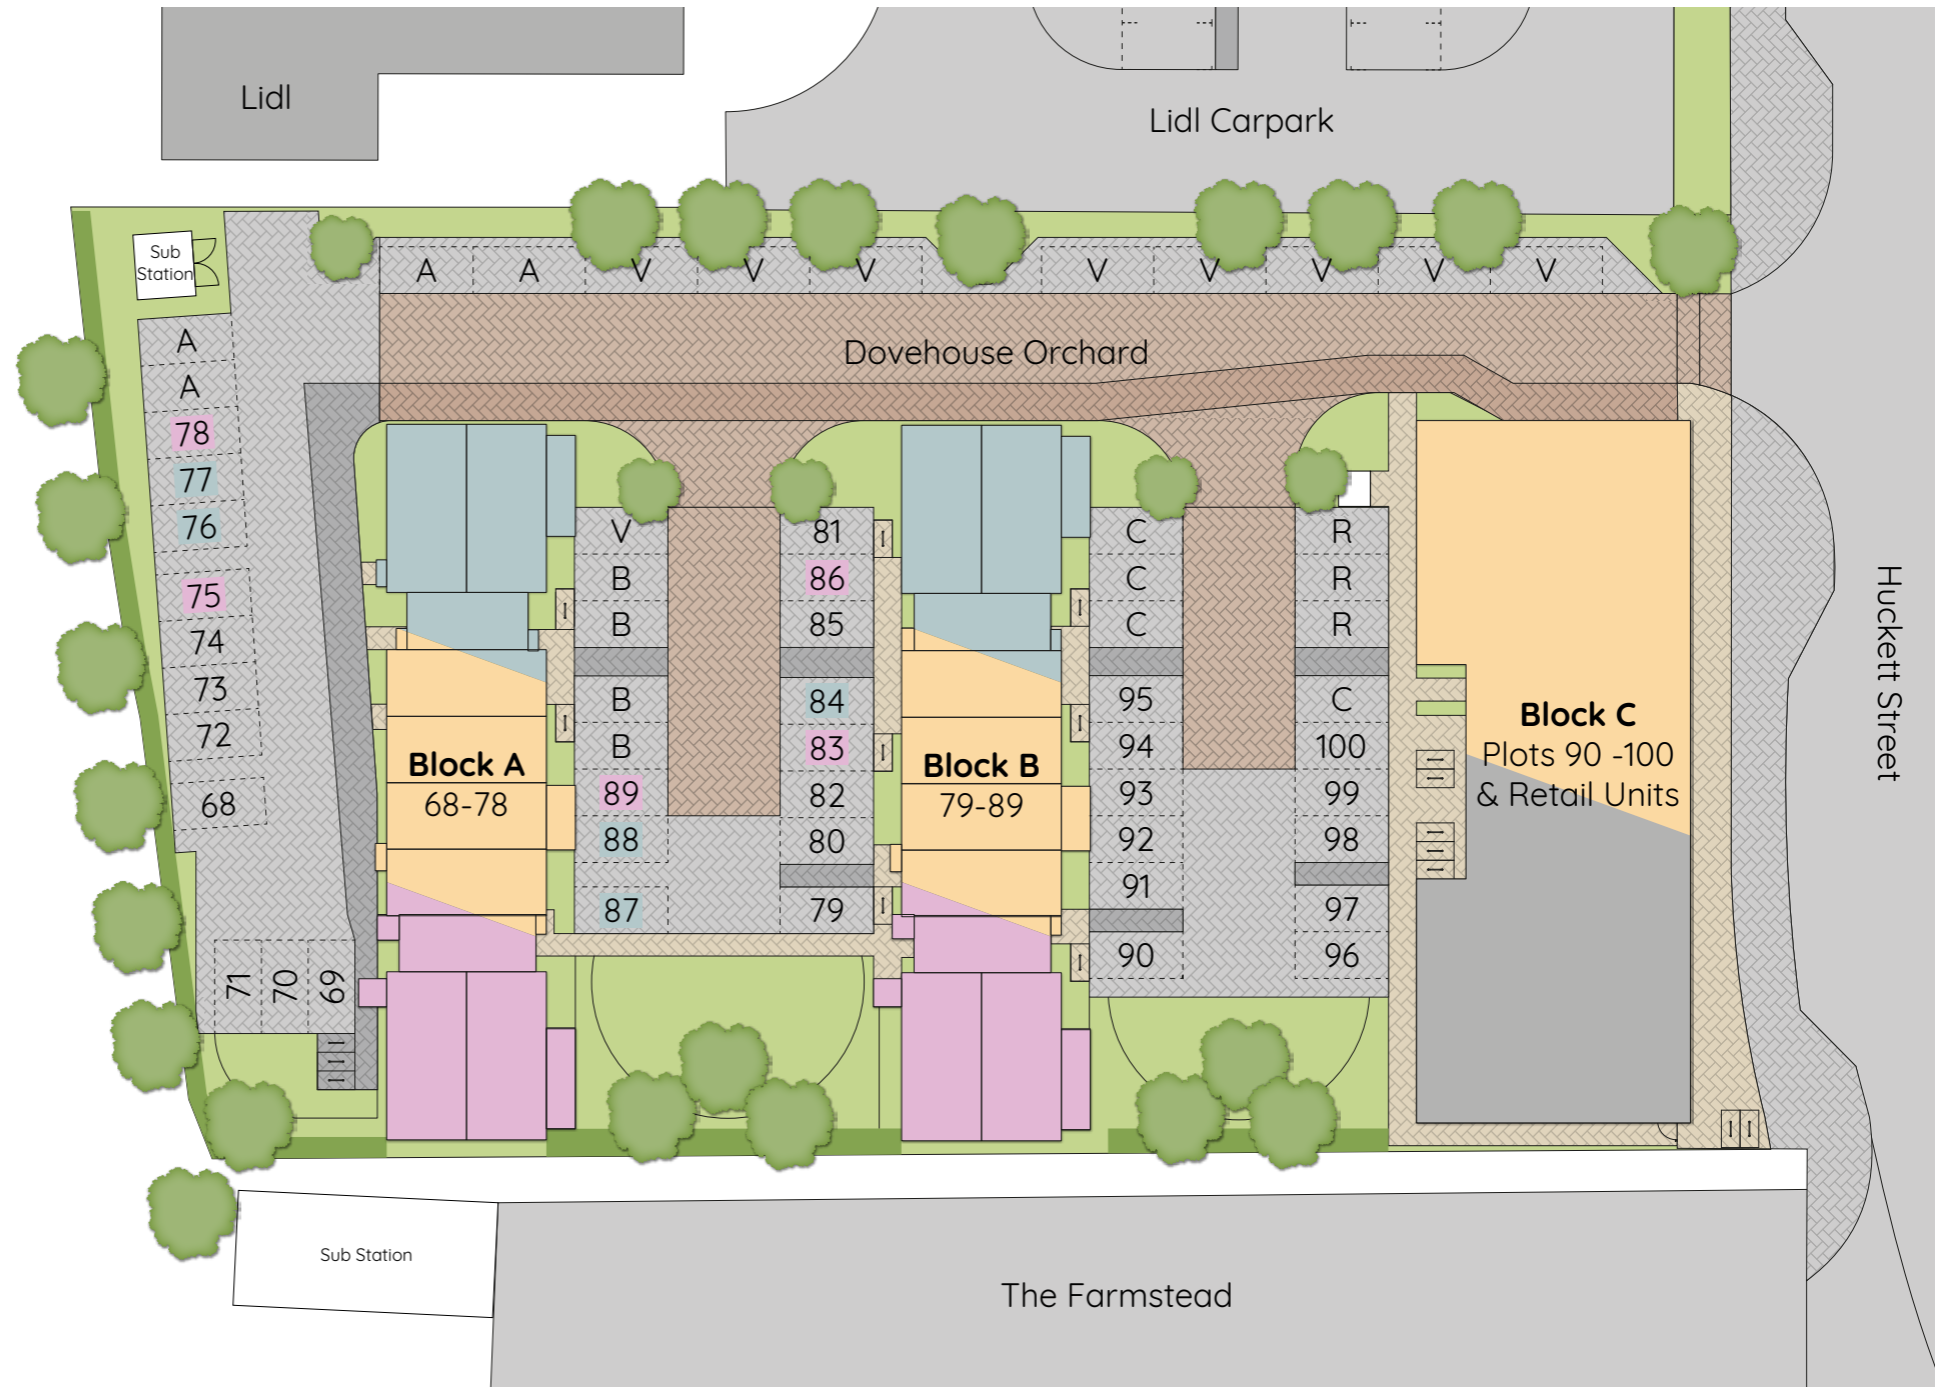 Lidl
Lidl Carpark
Sub
Station
A
A
V
V
V
V
V
V
V
V
Dovehouse Orchard
A
A
78
77
76
75
74
73
72
68
71
70
69
Block A
68-78
V
B
B
B
B
89
88
87
81
86
85
84
83
82
80
79
Block B
79-89
C
C
C
95
94
93
92
91
90
R
R
R
C
100
99
98
97
96
Block C
Plots 90 -100
& Retail Units
Huckett Street
Sub Station
The Farmstead